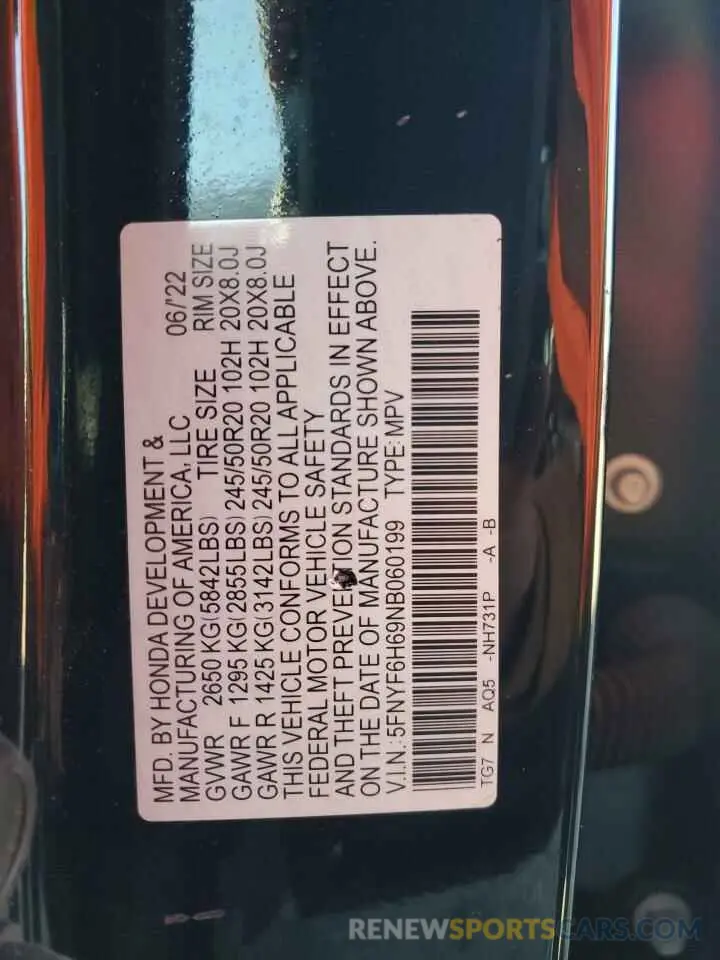 MFD. BY HONDA DEVELOPMENT &
MANUFACTURING OF AMERICA, LLC 06/'22
GVWR 2650 KG(5842LBS) TIRE SIZE RIM SIZE
GAWR F 1295 KG(2855LBS) 245/50R20 102H 20X8.0J
GAWR R 1425 KG(3142LBS) 245/50R20 102H 20X8.0J
THIS VEHICLE CONFORMS TO ALL APPLICABLE
FEDERAL MOTOR VEHICLE SAFETY
AND THEFT PREVENTION STANDARDS IN EFFECT
ON THE DATE OF MANUFACTURE SHOWN ABOVE.
V.I.N.:5FNYF6H69NB060199 TYPE:MPV
TG7 N AQ5 -NH731P -A -B
RENEWSPORTSCARS.COM